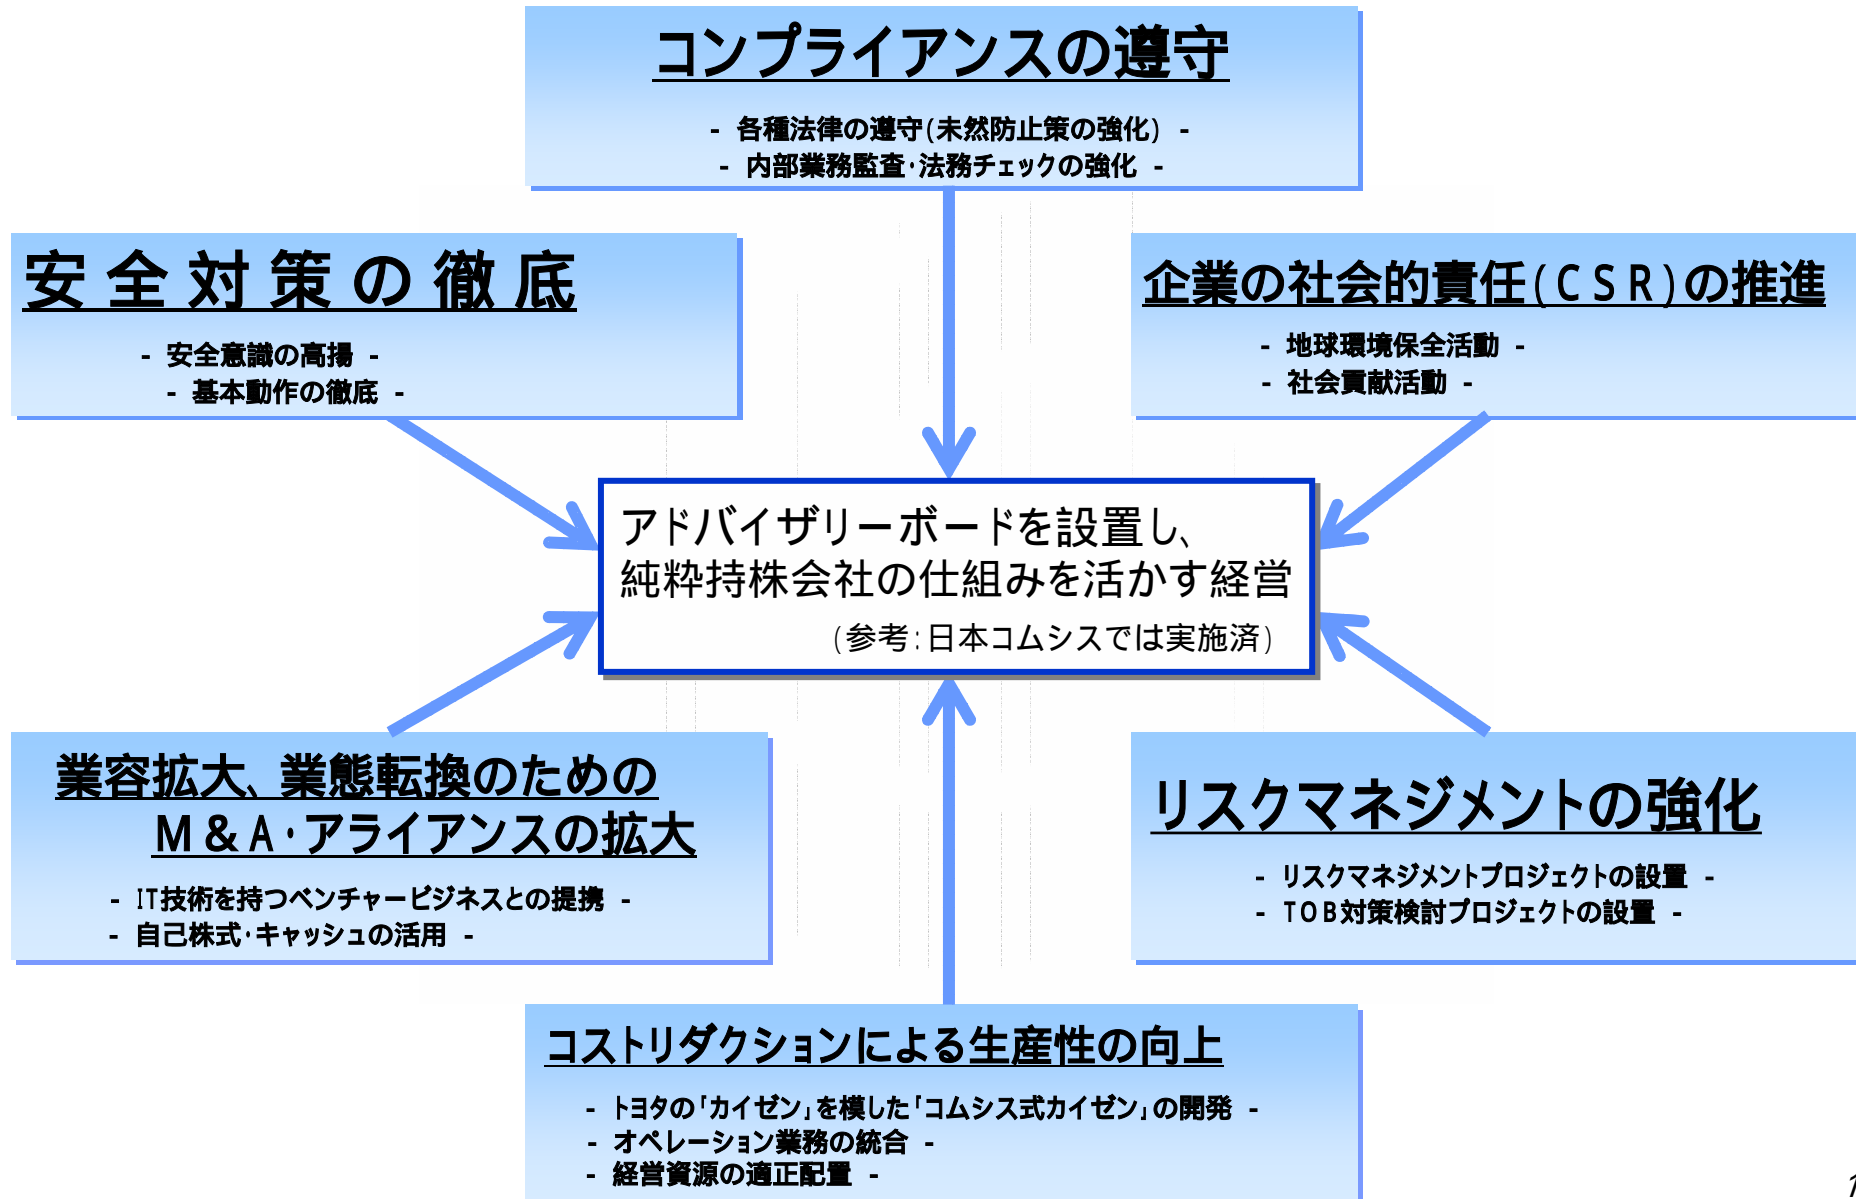 コンプライアンスの遵守
- 各種法律の遵守(未然防止策の強化) -
- 内部業務監査・法務チェックの強化 -
安全対策の徹底
- 安全意識の高揚 -
- 基本動作の徹底 -
企業の社会的責任(CSR)の推進
- 地球環境保全活動 -
- 社会貢献活動 -
アドバイザリーボードを設置し、
純粋持株会社の仕組みを活かす経営
(参考:日本コムシスでは実施済)
業容拡大、業態転換のための
M&A・アライアンスの拡大
- IT技術を持つベンチャービジネスとの提携 -
- 自己株式・キャッシュの活用 -
リスクマネジメントの強化
- リスクマネジメントプロジェクトの設置 -
- TOB対策検討プロジェクトの設置 -
コストリダクションによる生産性の向上
- トヨタの「カイゼン」を模した「コムシス式カイゼン」の開発 -
- オペレーション業務の統合 -
- 経営資源の適正配置 -